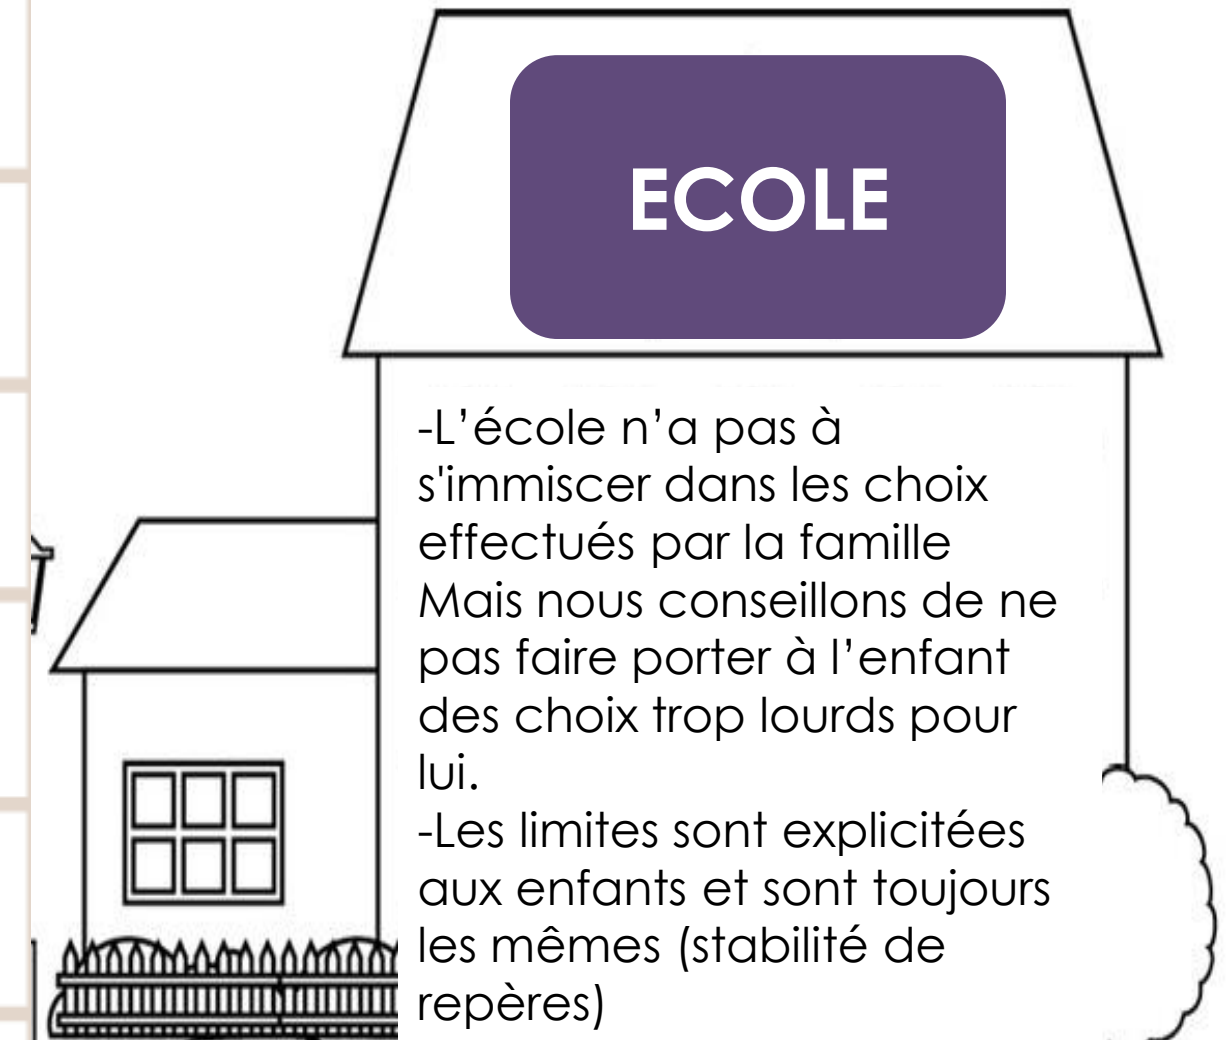 ECOLE
-L’école n’a pas à
s'immiscer dans les choix
effectués par la famille
Mais nous conseillons de ne
pas faire porter à l’enfant
des choix trop lourds pour
lui.
-Les limites sont explicitées
aux enfants et sont toujours
les mêmes (stabilité de
repères)